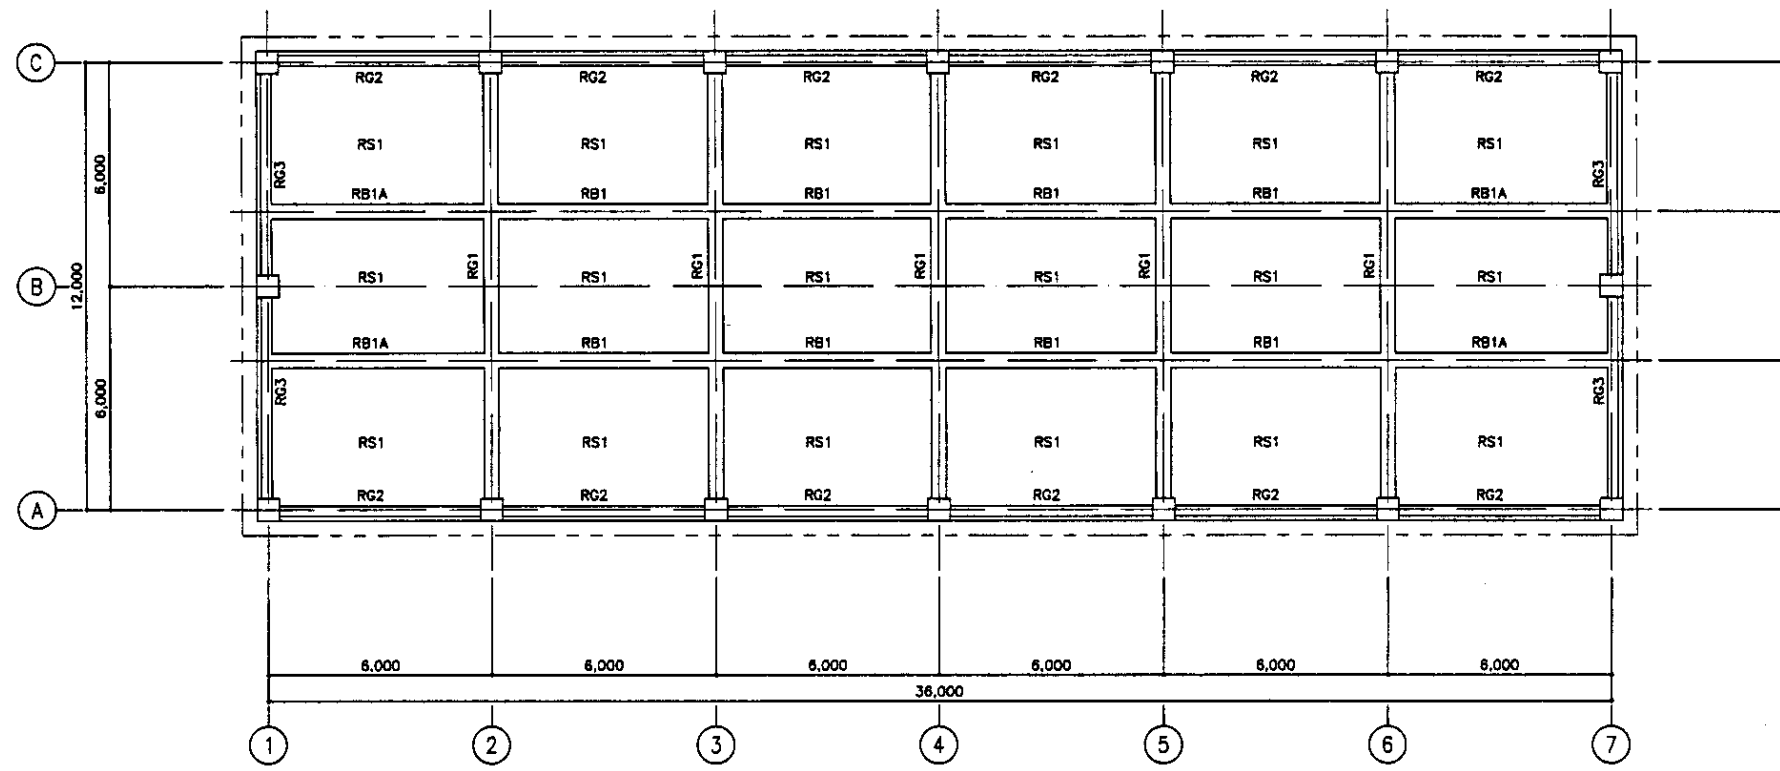 C
RG2 RG2 RG2 RG2 RG2 RG2
RS1 RS1 RS1 RS1 RS1 RS1
6,000
RG3 RG3
RB1A RB1 RB1 RB1 RB1 RB1A
RG1 RG1 RG1 RG1 RG1
RS1 RS1 RS1 RS1 RS1 RS1
B
12,000
RB1A RB1 RB1 RB1 RB1 RB1A
RG3 RG3
6,000
RS1 RS1 RS1 RS1 RS1 RS1
RG2 RG2 RG2 RG2 RG2 RG2
A
6,000 6,000 6,000 6,000 6,000 6,000
36,000
1 2 3 4 5 6 7